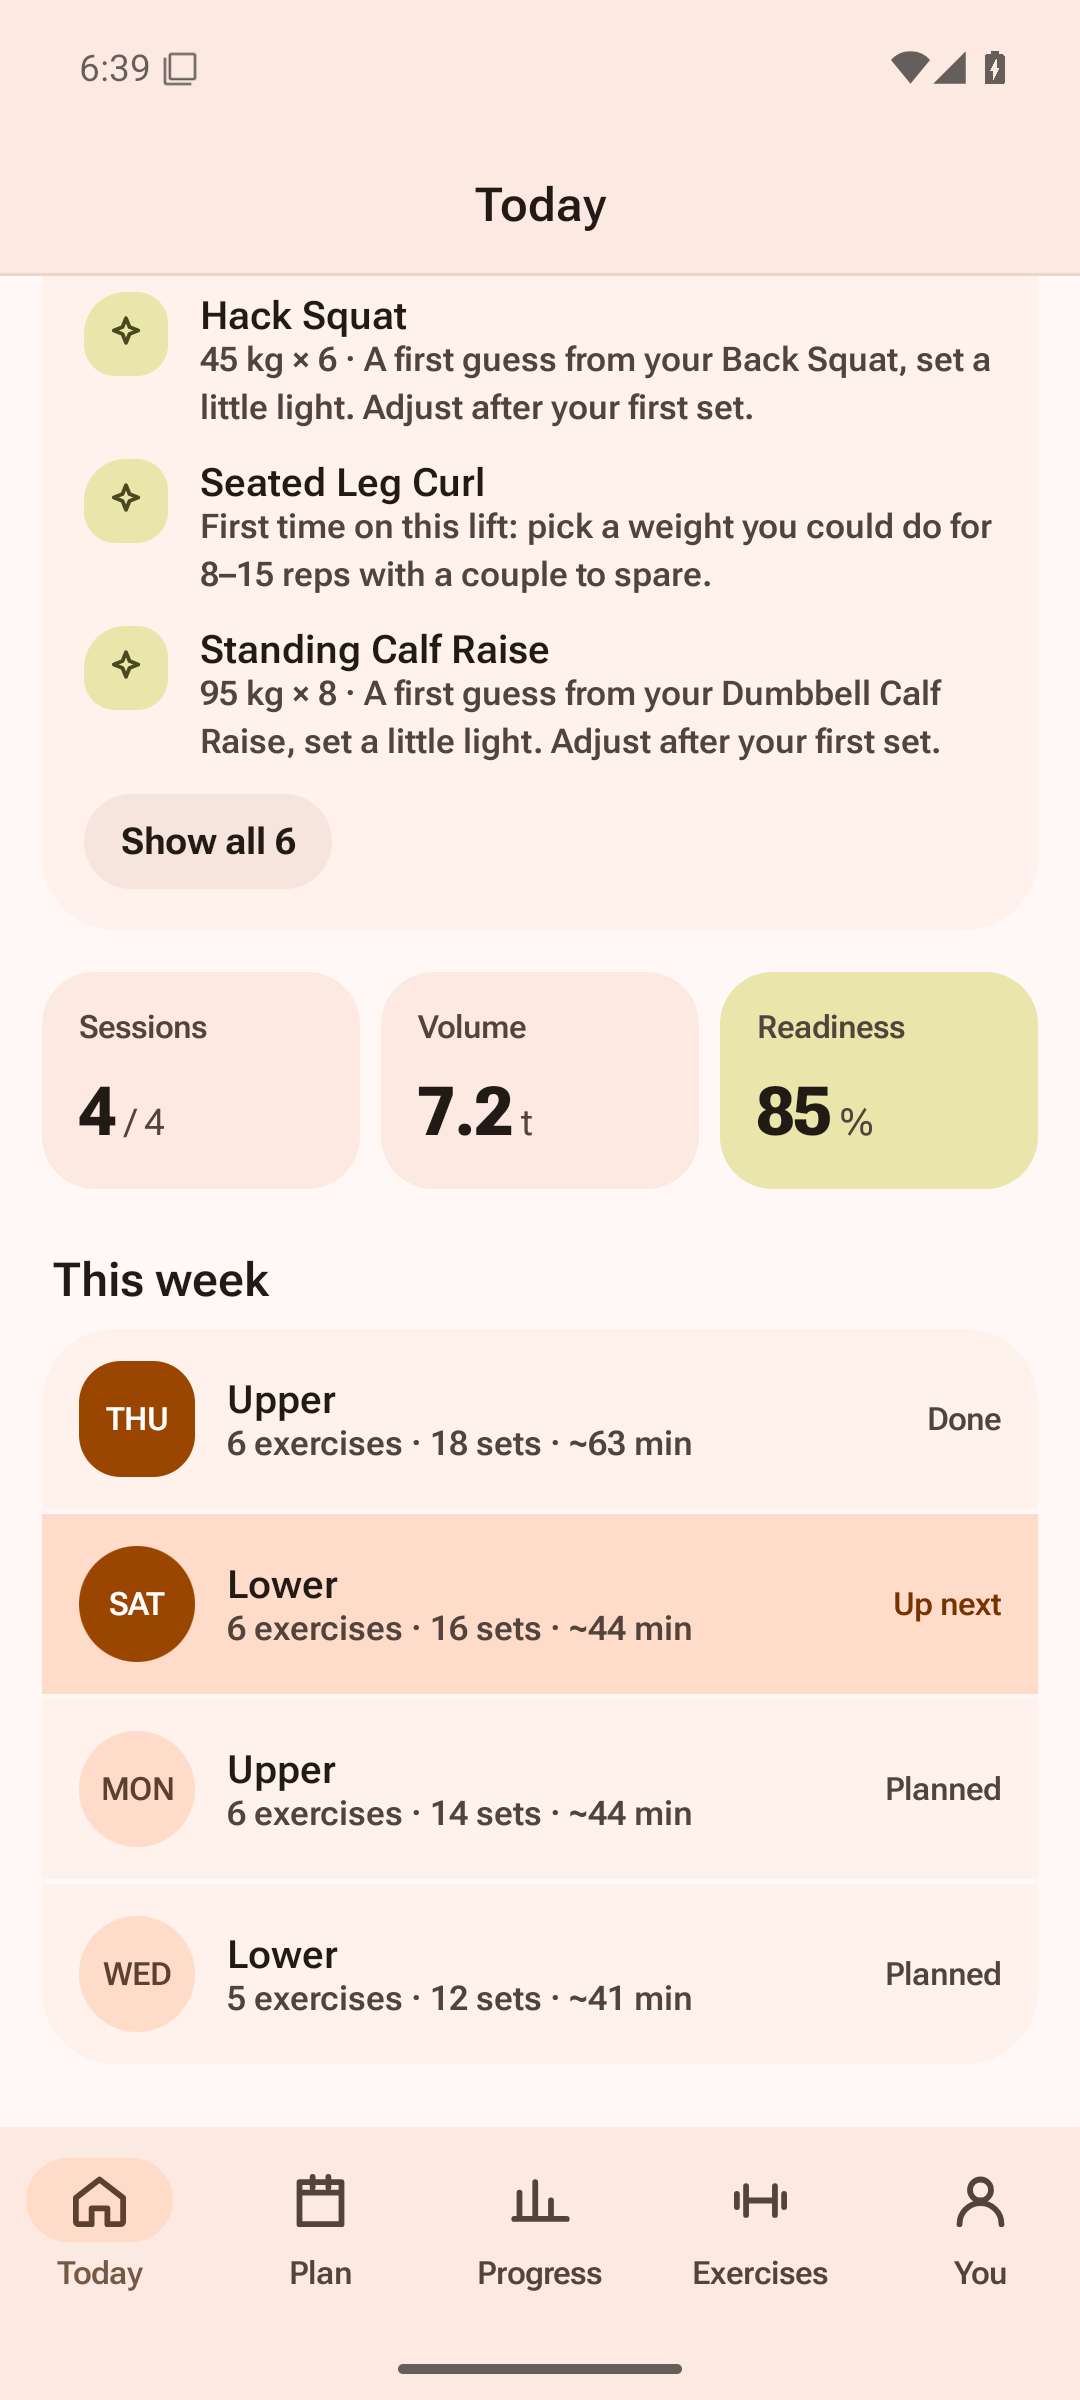 6:39
Today
Hack Squat
45 kg × 6 · A first guess from your Back Squat, set a
little light. Adjust after your first set.
Seated Leg Curl
First time on this lift: pick a weight you could do for
8–15 reps with a couple to spare.
Standing Calf Raise
95 kg × 8 · A first guess from your Dumbbell Calf
Raise, set a little light. Adjust after your first set.
Show all 6
Sessions
4 / 4
Volume
7.2 t
Readiness
85 %
This week
THU
Upper
6 exercises · 18 sets · ~63 min
Done
SAT
Lower
6 exercises · 16 sets · ~44 min
Up next
MON
Upper
6 exercises · 14 sets · ~44 min
Planned
WED
Lower
5 exercises · 12 sets · ~41 min
Planned
Today
Plan
Progress
Exercises
You